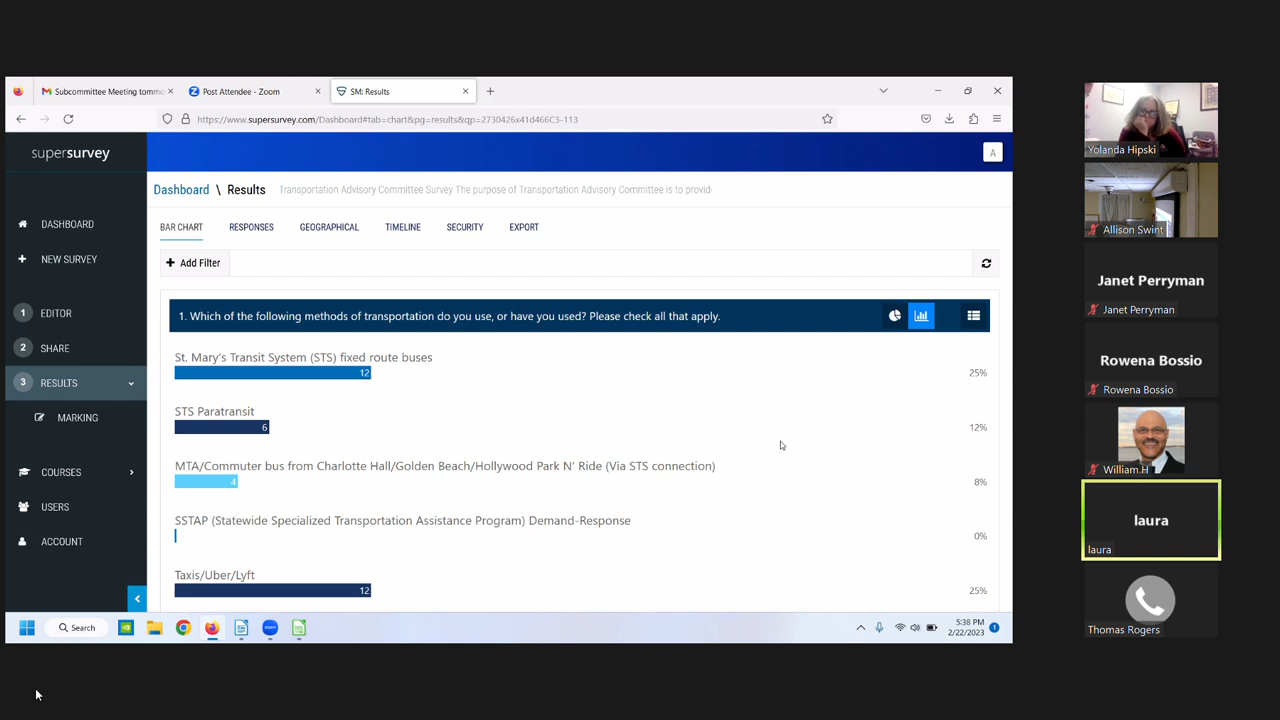 Subcommittee Meeting tommo
Post Attendee - Zoom
SM: Results
https://www.supersurvey.com/Dashboard#tab=chart&pg=results&qp=2730426x41d466C3-113
supersurvey
A
Dashboard \ Results
Transportation Advisory Committee Survey The purpose of Transportation Advisory Committee is to provid
DASHBOARD
NEW SURVEY
1 EDITOR
2 SHARE
3 RESULTS
MARKING
COURSES
USERS
ACCOUNT
BAR CHART RESPONSES GEOGRAPHICAL TIMELINE SECURITY EXPORT
+ Add Filter
1. Which of the following methods of transportation do you use, or have you used? Please check all that apply.
St. Mary's Transit System (STS) fixed route buses
12 25%
STS Paratransit
6 12%
MTA/Commuter bus from Charlotte Hall/Golden Beach/Hollywood Park N' Ride (Via STS connection)
4 8%
SSTAP (Statewide Specialized Transportation Assistance Program) Demand-Response
0%
Taxis/Uber/Lyft
12 25%
Search
5:38 PM
2/22/2023
1
Yolanda Hipski
Allison Swint
Janet Perryman
Janet Perryman
Rowena Bossio
Rowena Bossio
William.H
laura
laura
Thomas Rogers